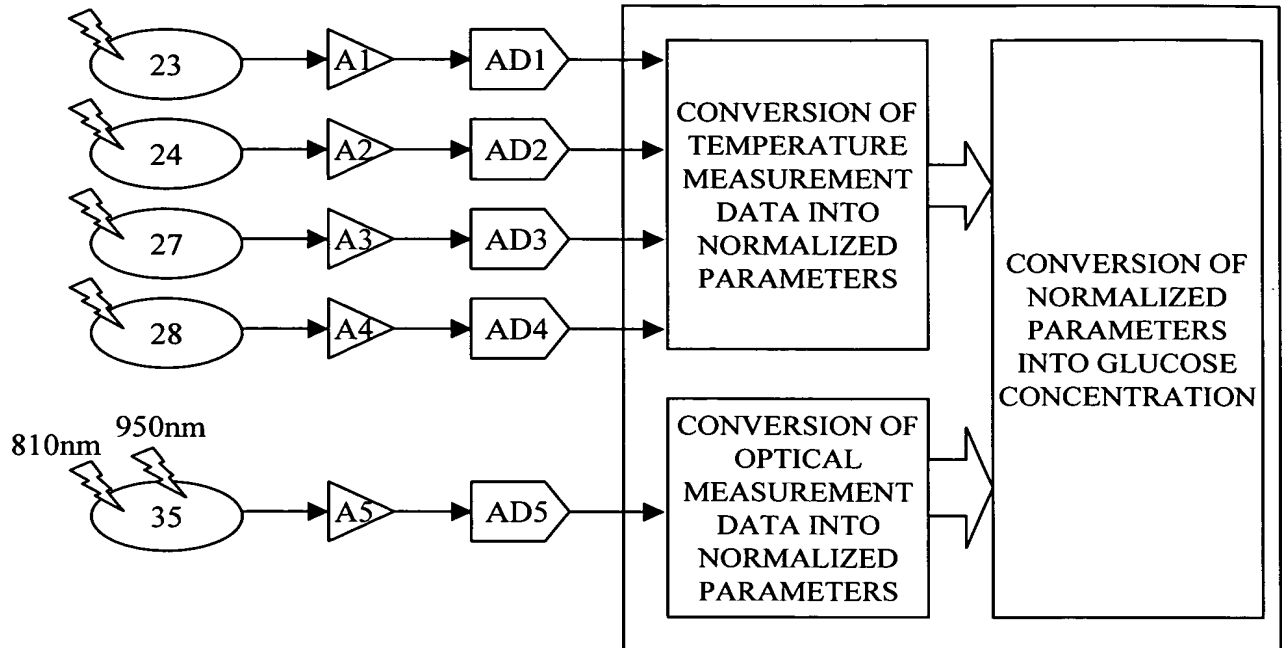 23
A1
AD1
24
A2
AD2
27
A3
AD3
28
A4
AD4
CONVERSION OF
TEMPERATURE
MEASUREMENT
DATA INTO
NORMALIZED
PARAMETERS
810nm
950nm
35
A5
AD5
CONVERSION OF
OPTICAL
MEASUREMENT
DATA INTO
NORMALIZED
PARAMETERS
CONVERSION OF
NORMALIZED
PARAMETERS
INTO GLUCOSE
CONCENTRATION